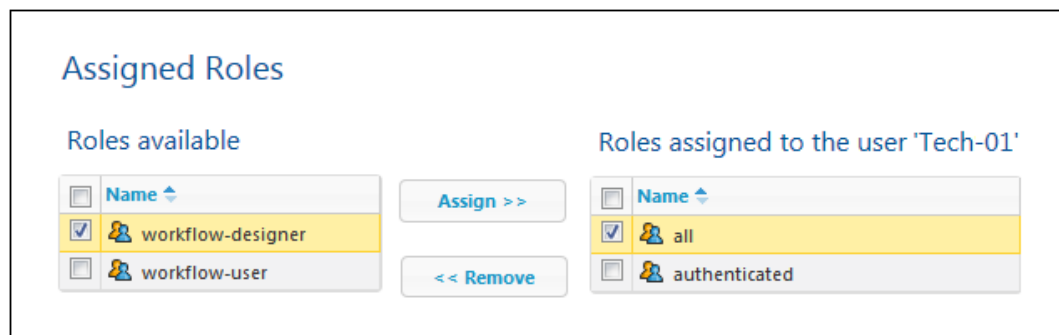 Assigned Roles
Roles available
Name
workflow-designer
workflow-user
Assign >>
<< Remove
Roles assigned to the user 'Tech-01'
Name
all
authenticated